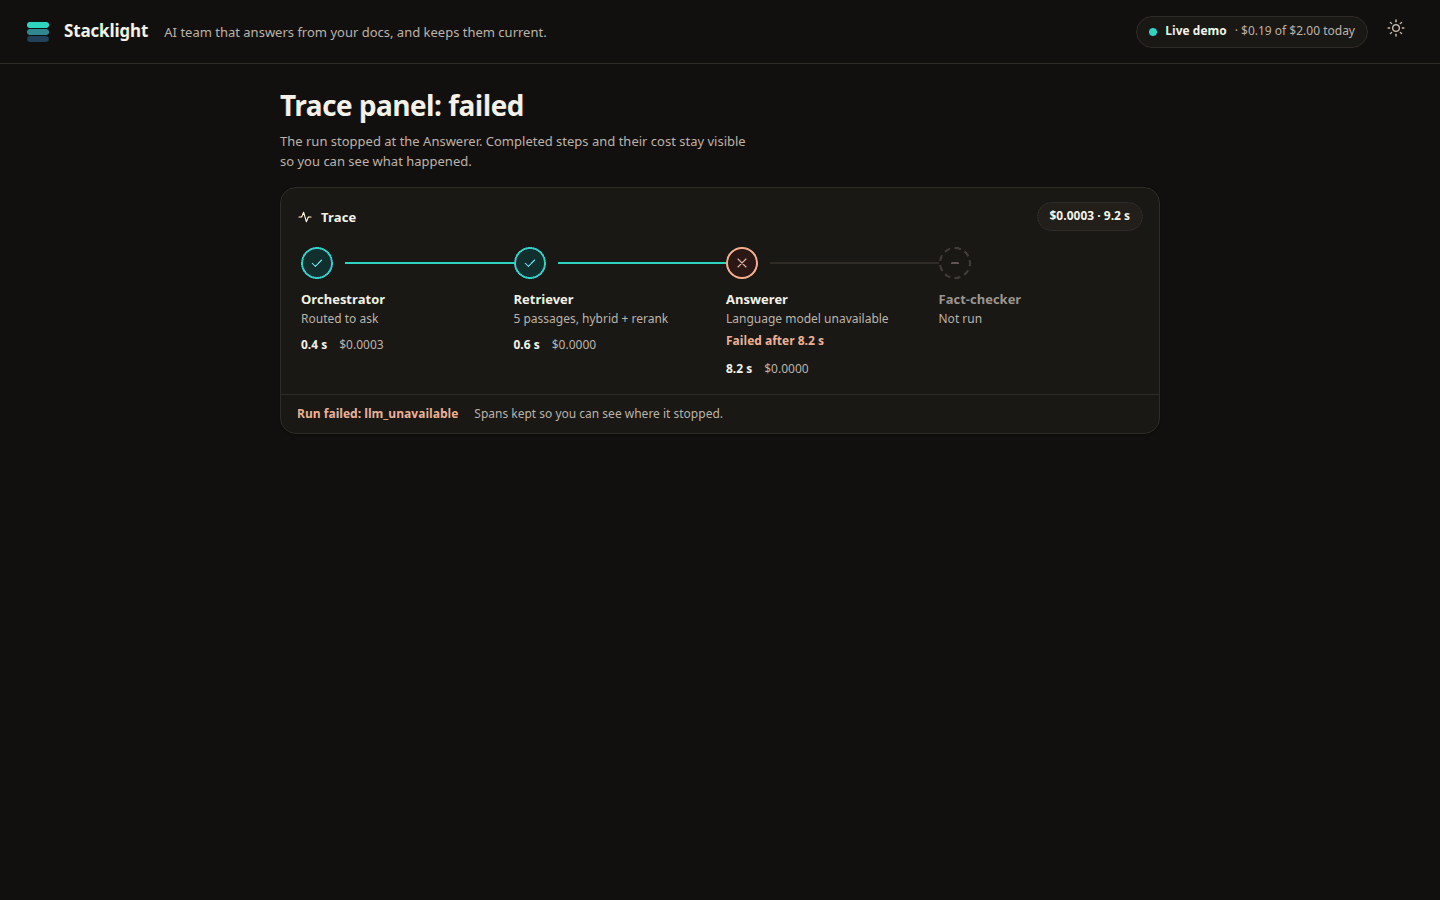 Stacklight AI team that answers from your docs, and keeps them current.
Live demo · $0.19 of $2.00 today
Trace panel: failed
The run stopped at the Answerer. Completed steps and their cost stay visible
so you can see what happened.
Trace
$0.0003 · 9.2 s
Orchestrator
Routed to ask
0.4 s $0.0003
Retriever
5 passages, hybrid + rerank
0.6 s $0.0000
Answerer
Language model unavailable
Failed after 8.2 s
8.2 s $0.0000
Fact-checker
Not run
Run failed: llm_unavailable Spans kept so you can see where it stopped.